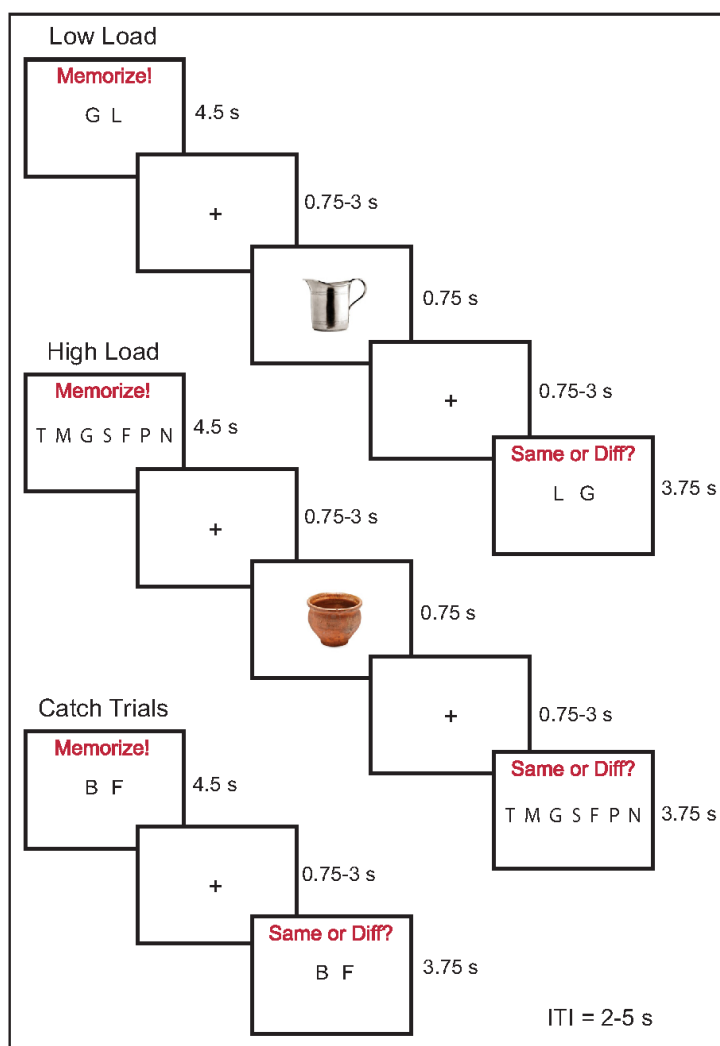 Low Load
Memorize!
G L
4.5 s
+
0.75-3 s
0.75 s
+
0.75-3 s
Same or Diff?
L G
3.75 s
High Load
Memorize!
T M G S F P N
4.5 s
+
0.75-3 s
0.75 s
+
0.75-3 s
Same or Diff?
T M G S F P N
3.75 s
Catch Trials
Memorize!
B F
4.5 s
+
0.75-3 s
Same or Diff?
B F
3.75 s
ITI = 2-5 s